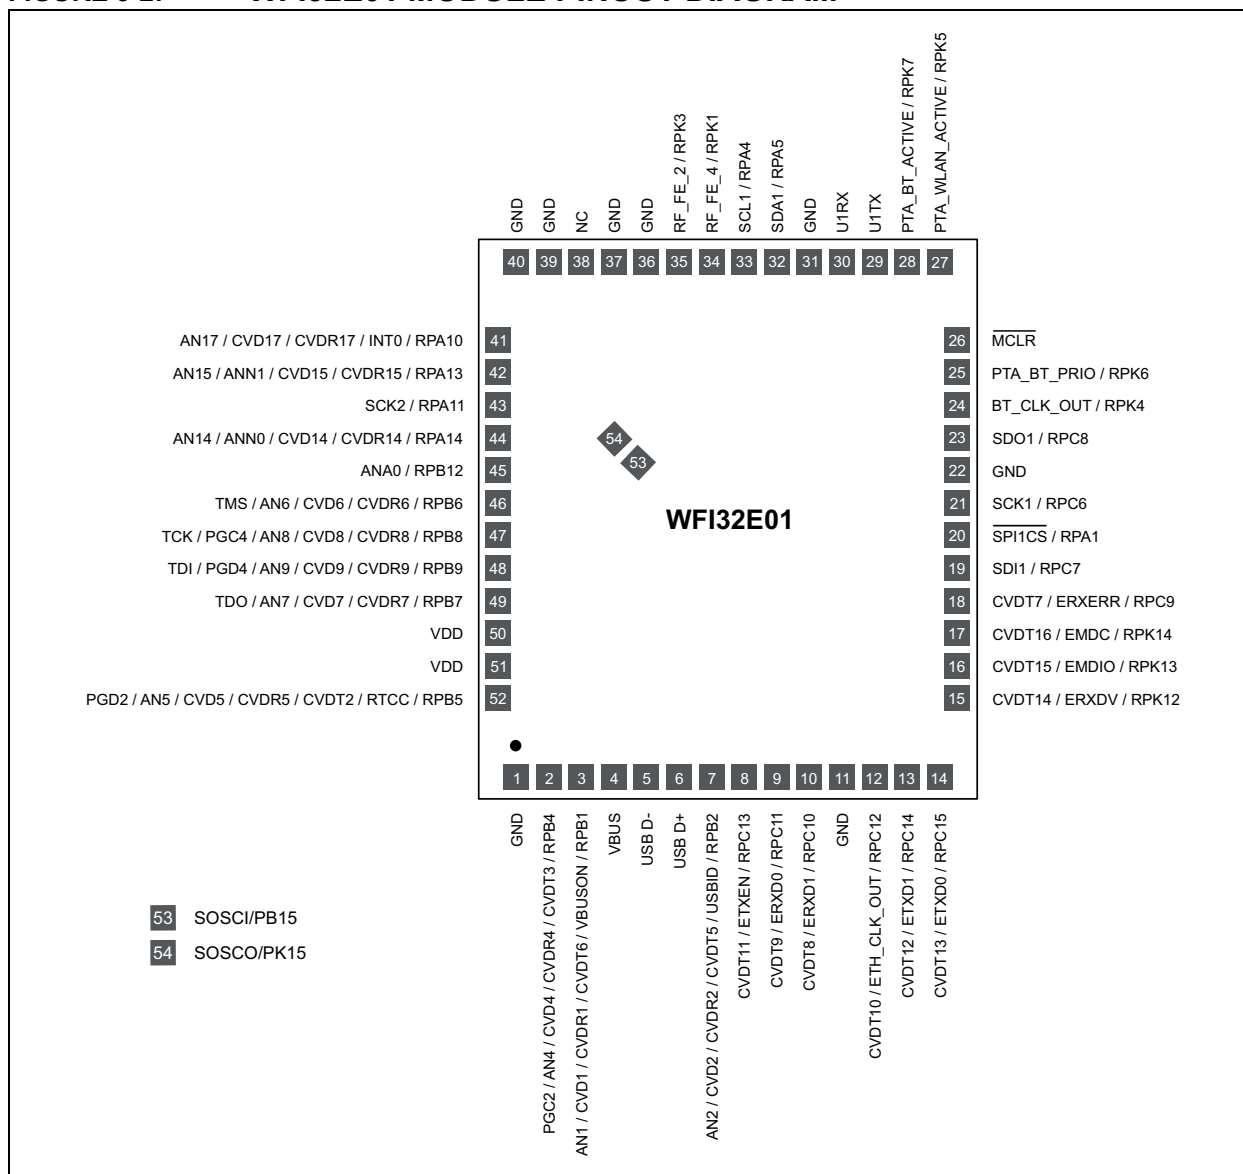 GND
GND
NC
GND
GND
RF_FE_2 / RPK3
RF_FE_4 / RPK1
SCL1 / RPA4
SDA1 / RPA5
GND
U1RX
U1TX
PTA_BT_ACTIVE / RPK7
PTA_WLAN_ACTIVE / RPK5
40 39 38 37 36 35 34 33 32 31 30 29 28 27
AN17 / CVD17 / CVDR17 / INT0 / RPA10 41
AN15 / ANN1 / CVD15 / CVDR15 / RPA13 42
SCK2 / RPA11 43
AN14 / ANN0 / CVD14 / CVDR14 / RPA14 44
ANA0 / RPB12 45
TMS / AN6 / CVD6 / CVDR6 / RPB6 46
TCK / PGC4 / AN8 / CVD8 / CVDR8 / RPB8 47
TDI / PGD4 / AN9 / CVD9 / CVDR9 / RPB9 48
TDO / AN7 / CVD7 / CVDR7 / RPB7 49
VDD 50
VDD 51
PGD2 / AN5 / CVD5 / CVDR5 / CVDT2 / RTCC / RPB5 52
54
53
WFI32E01
26 MCLR
25 PTA_BT_PRIO / RPK6
24 BT_CLK_OUT / RPK4
23 SDO1 / RPC8
22 GND
21 SCK1 / RPC6
20 SPI1CS / RPA1
19 SDI1 / RPC7
18 CVDT7 / ERXERR / RPC9
17 CVDT16 / EMDC / RPK14
16 CVDT15 / EMDIO / RPK13
15 CVDT14 / ERXDV / RPK12
1 2 3 4 5 6 7 8 9 10 11 12 13 14
GND
PGC2 / AN4 / CVD4 / CVDR4 / CVDT3 / RPB4
AN1 / CVD1 / CVDR1 / CVDT6 / VBUSON / RPB1
VBUS
USB D-
USB D+
AN2 / CVD2 / CVDR2 / CVDT5 / USBID / RPB2
CVDT11 / ETXEN / RPC13
CVDT9 / ERXD0 / RPC11
CVDT8 / ERXD1 / RPC10
GND
CVDT10 / ETH_CLK_OUT / RPC12
CVDT12 / ETXD1 / RPC14
CVDT13 / ETXD0 / RPC15
53 SOSCI/PB15
54 SOSCO/PK15